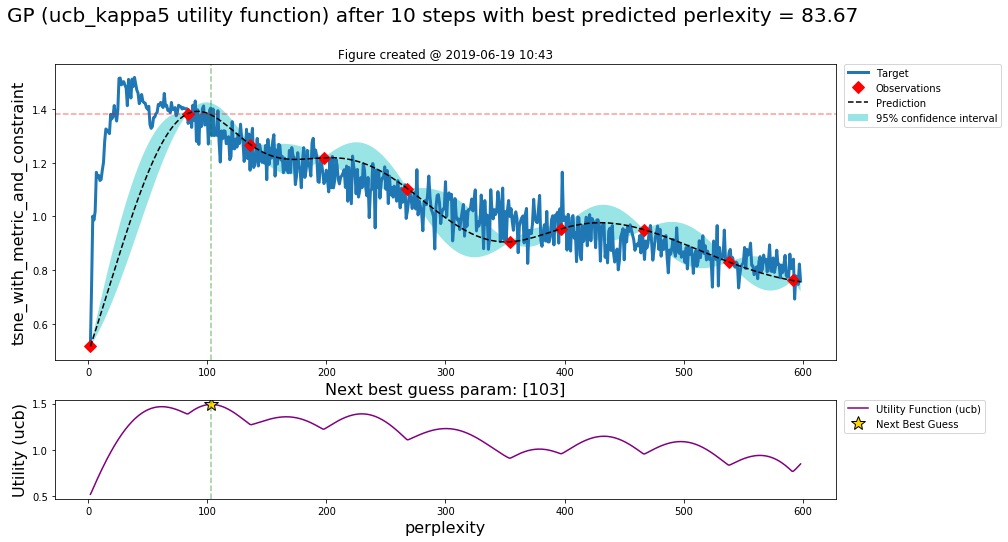 GP (ucb_kappa5 utility function) after 10 steps with best predicted perlexity = 83.67
Figure created @ 2019-06-19 10:43
tsne_with_metric_and_constraint
1.4
1.2
1.0
0.8
0.6
0 100 200 300 400 500 600
Target
Observations
Prediction
95% confidence interval
Next best guess param: [103]
Utility (ucb)
1.5
1.0
0.5
0 100 200 300 400 500 600
perplexity
Utility Function (ucb)
Next Best Guess